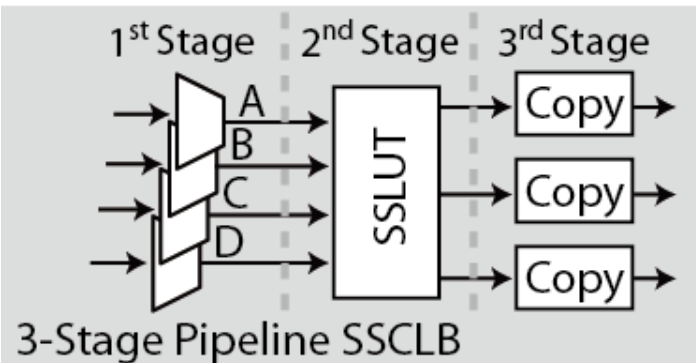 1st Stage 2nd Stage 3rd Stage
A
B
C
D
SSLUT
Copy
Copy
Copy
3-Stage Pipeline SSCLB